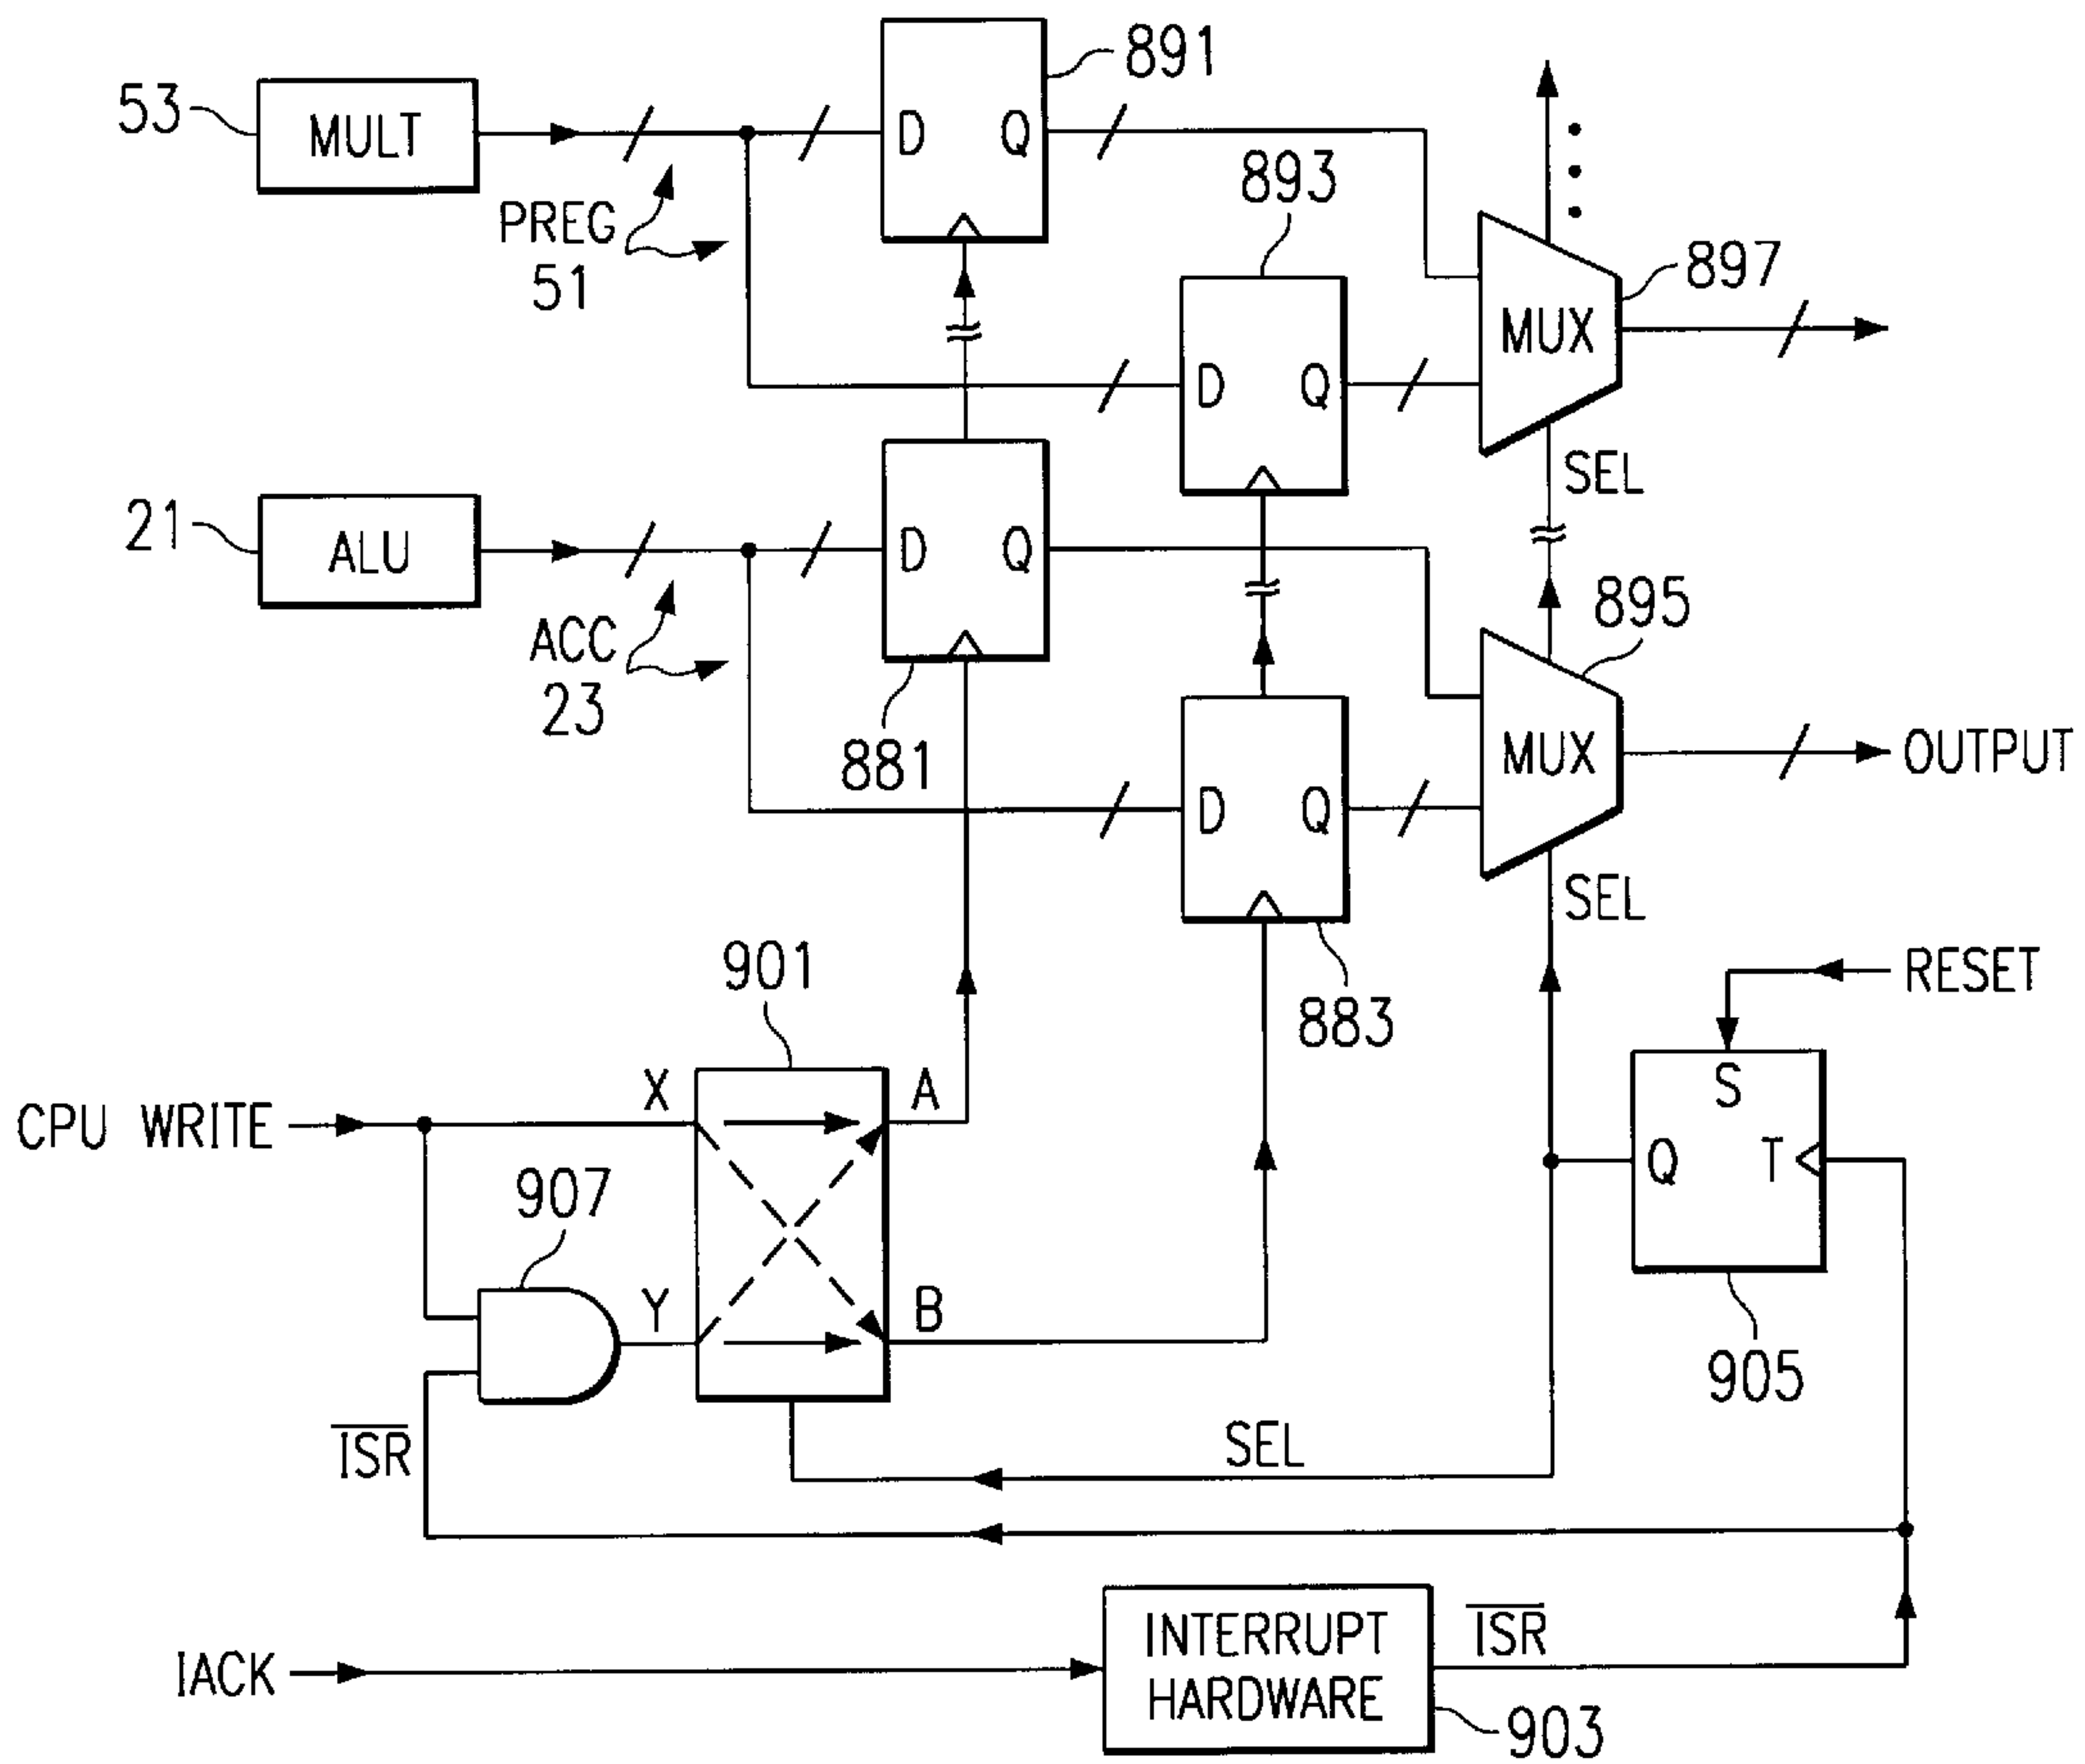 891
53
MULT
D Q
893
PREG
51
897
MUX
D Q
SEL
21
ALU
D Q
895
ACC
23
881
MUX
OUTPUT
D Q
SEL
901
883
RESET
X
A
S
CPU WRITE
Q T
907
Y
B
905
ISR
SEL
INTERRUPT
HARDWARE
ISR
IACK
903